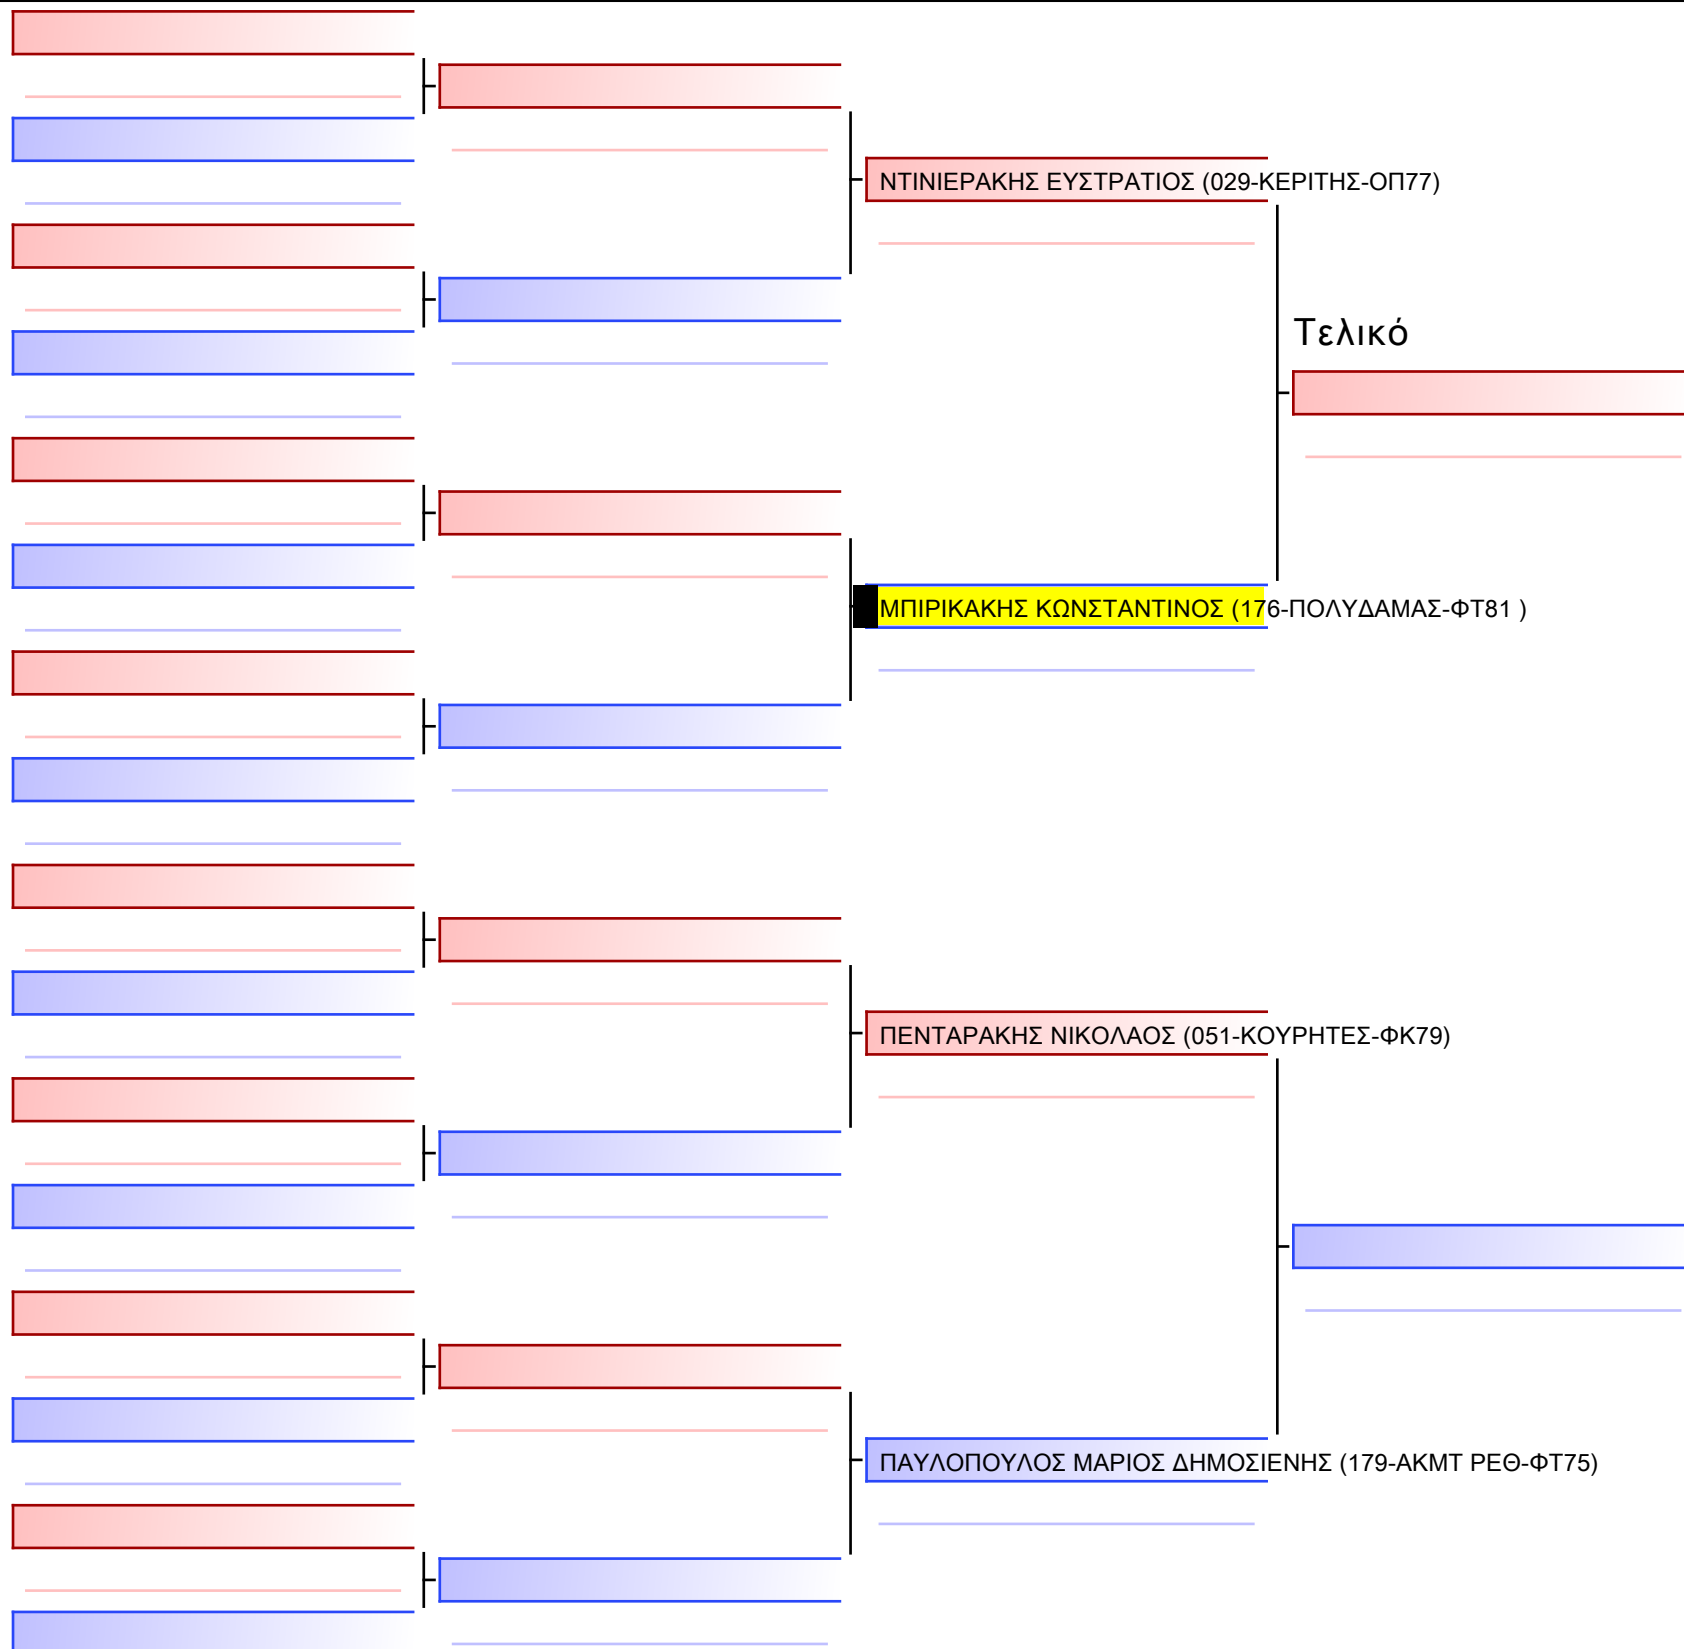 ΝΤΙΝΙΕΡΑΚΗΣ ΕΥΣΤΡΑΤΙΟΣ (029-ΚΕΡΙΤΗΣ-ΟΠ77)
Τελικό
ΜΠΙΡΙΚΑΚΗΣ ΚΩΝΣΤΑΝΤΙΝΟΣ (176-ΠΟΛΥΔΑΜΑΣ-ΦΤ81 )
ΠΕΝΤΑΡΑΚΗΣ ΝΙΚΟΛΑΟΣ (051-ΚΟΥΡΗΤΕΣ-ΦΚ79)
ΠΑΥΛΟΠΟΥΛΟΣ ΜΑΡΙΟΣ ΔΗΜΟΣΙΕΝΗΣ (179-ΑΚΜΤ ΡΕΘ-ΦΤ75)